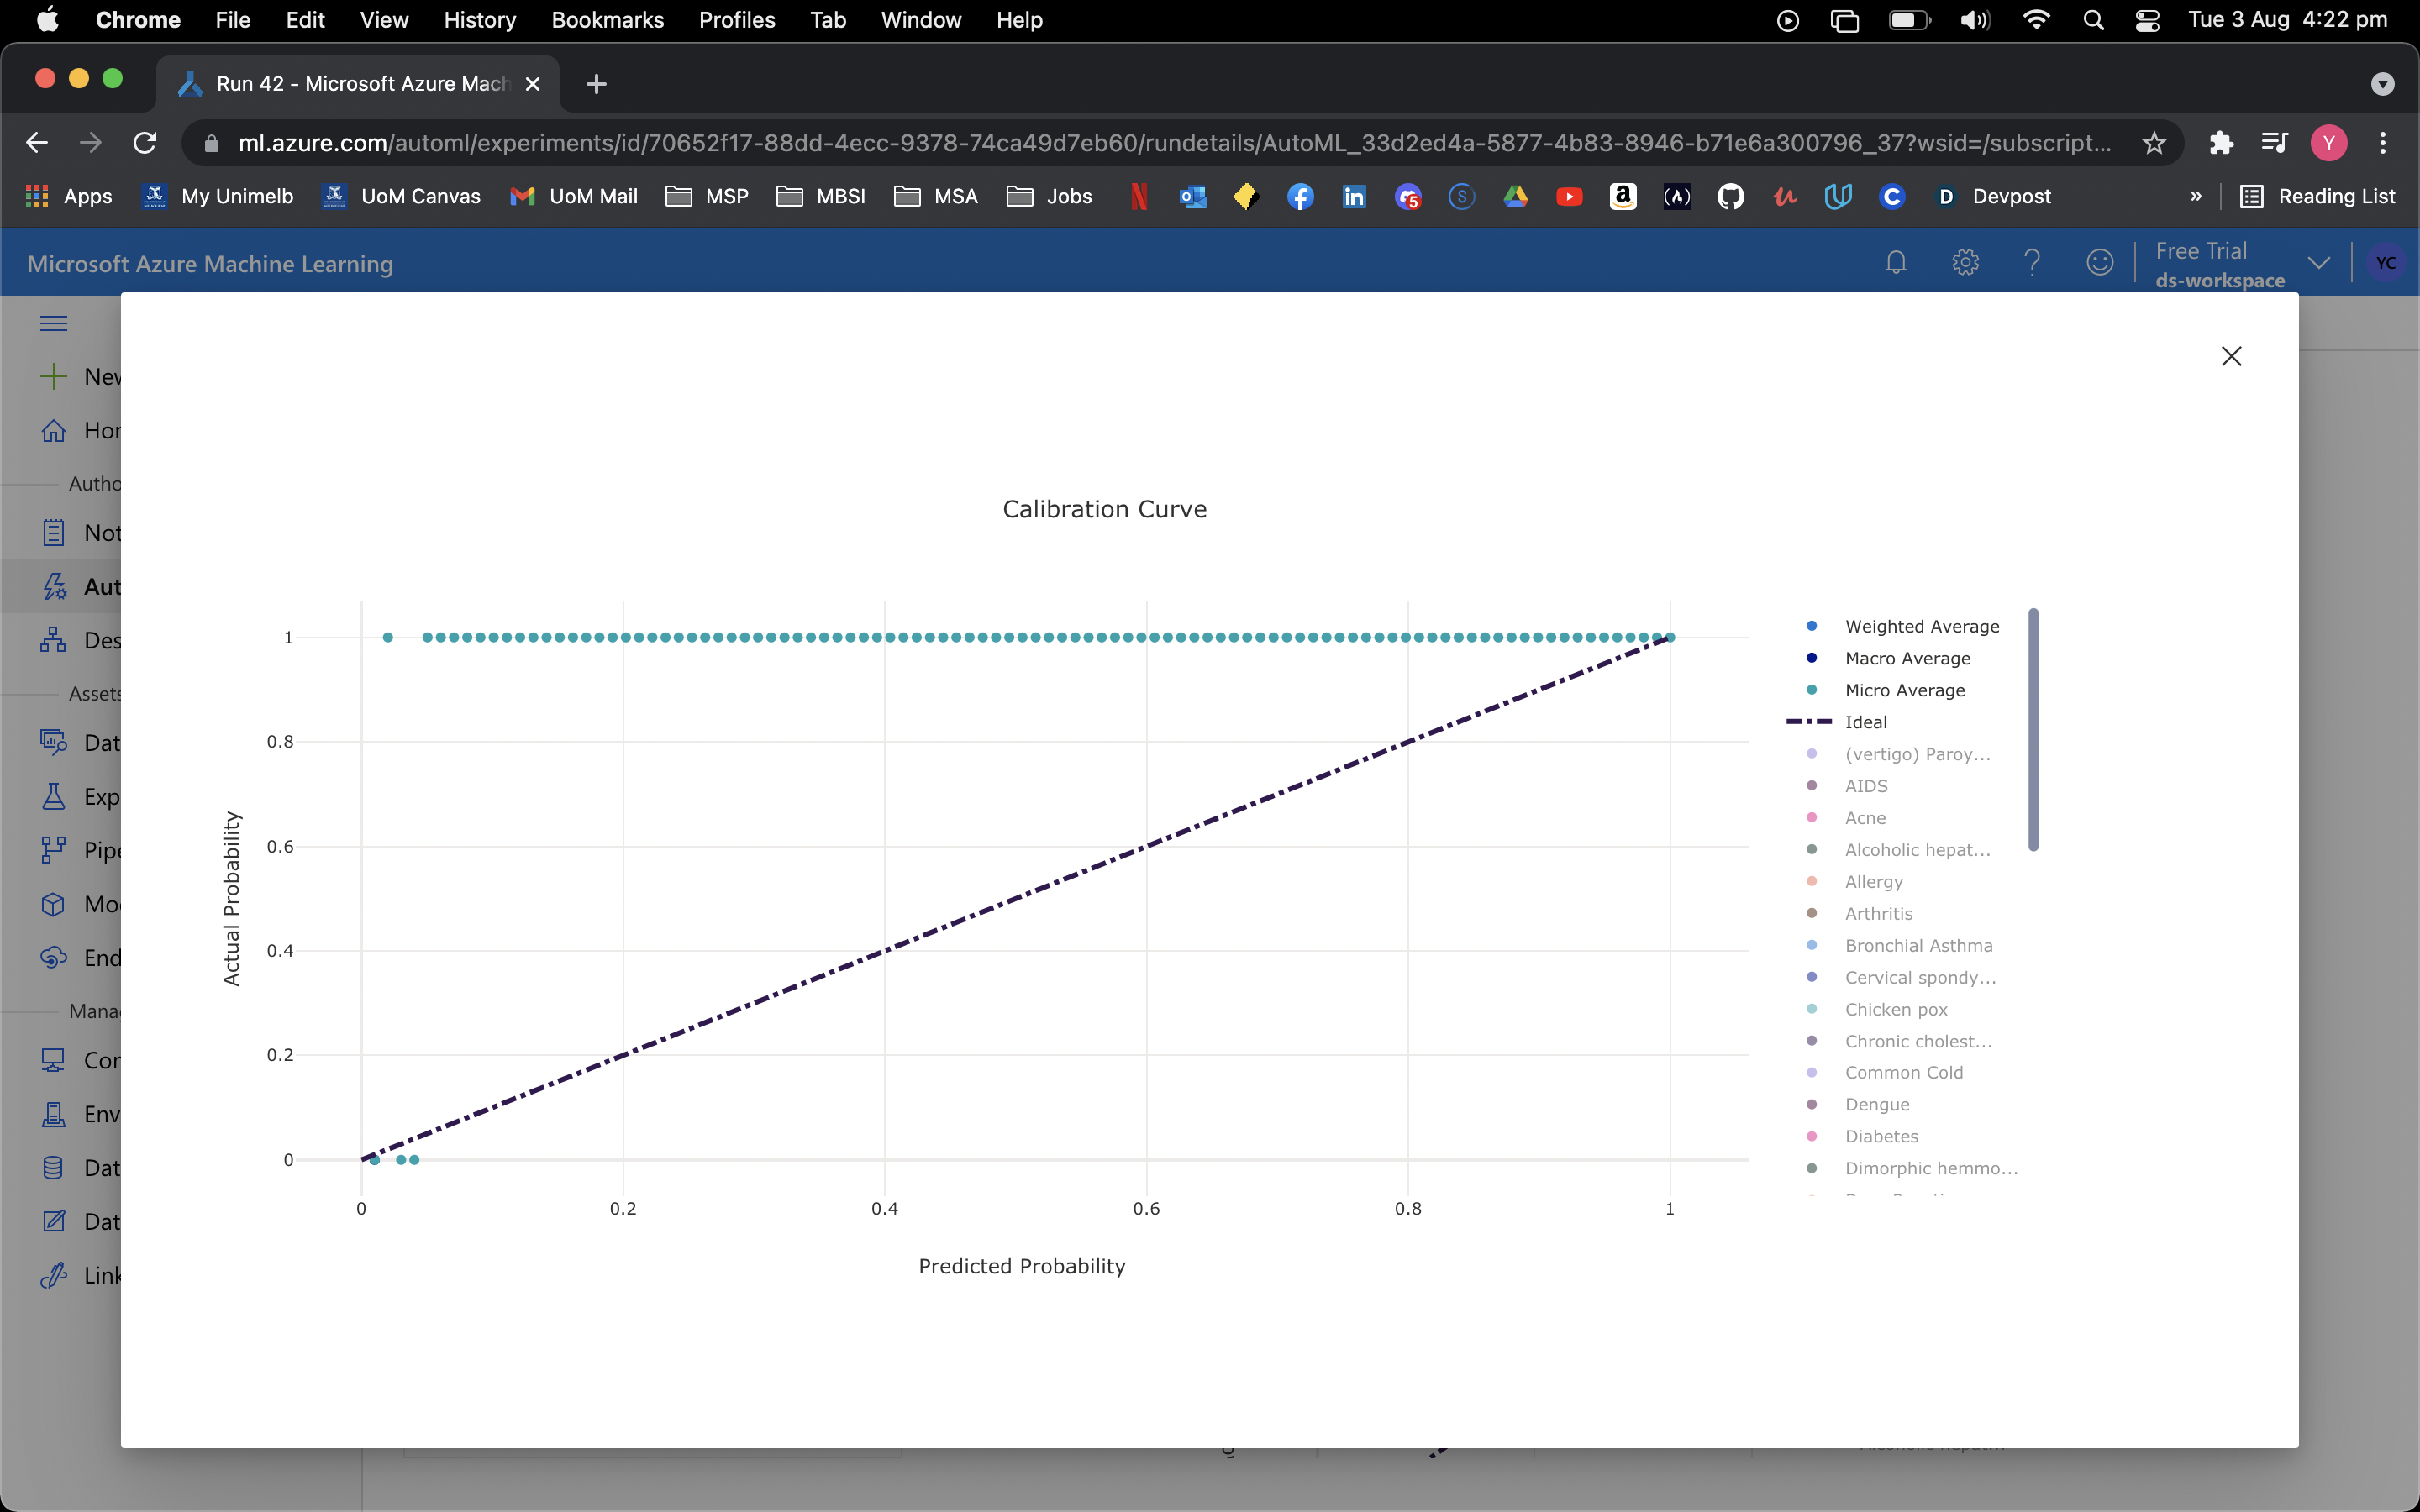 Chrome File Edit View History Bookmarks Profiles Tab Window Help Tue 3 Aug 4:22 pm
Run 42 - Microsoft Azure Mach
ml.azure.com/automl/experiments/id/70652f17-88dd-4ecc-9378-74ca49d7eb60/rundetails/AutoML_33d2ed4a-5877-4b83-8946-b71e6a300796_37?wsid=/subscript... Y
Apps My Unimelb UoM Canvas UoM Mail MSP MBSI MSA Jobs 5 Devpost » Reading List
Microsoft Azure Machine Learning
Free Trial
ds-workspace
YC
New
Hor
Autho
Not
Aut
Des
Assets
Dat
Exp
Pipe
Mod
End
Manag
Con
Env
Dat
Dat
Link
Calibration Curve
1
0.8
0.6
0.4
0.2
0
Actual Probability
0 0.2 0.4 0.6 0.8 1
Predicted Probability
Weighted Average
Macro Average
Micro Average
Ideal
(vertigo) Paroy...
AIDS
Acne
Alcoholic hepat...
Allergy
Arthritis
Bronchial Asthma
Cervical spondy...
Chicken pox
Chronic cholest...
Common Cold
Dengue
Diabetes
Dimorphic hemmo...